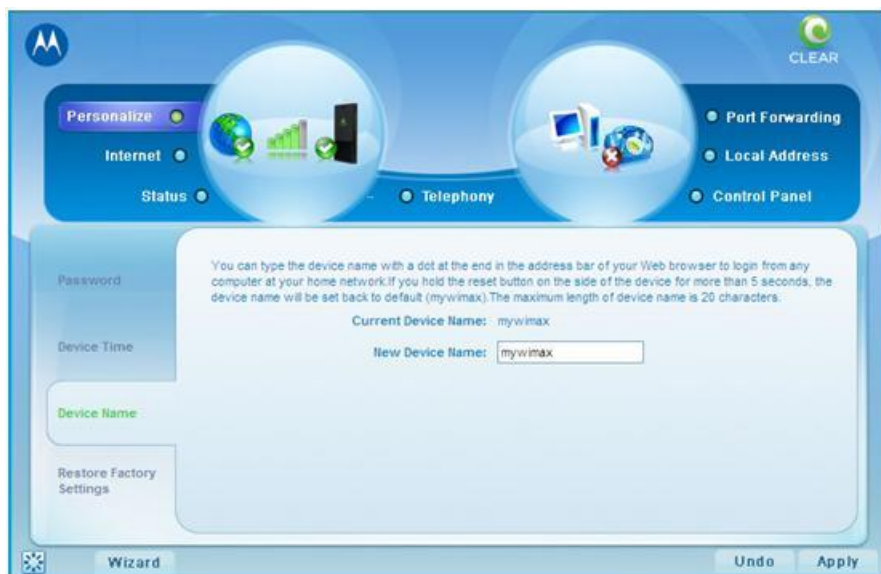 CLEAR
Personalize
Internet
Status
Telephony
Port Forwarding
Local Address
Control Panel
Password
Device Time
Device Name
Restore Factory
Settings
You can type the device name with a dot at the end in the address bar of your Web browser to login from any
computer at your home network.If you hold the reset button on the side of the device for more than 5 seconds, the
device name will be set back to default (mywimax).The maximum length of device name is 20 characters.
Current Device Name: mywimax
New Device Name: mywimax
Wizard
Undo
Apply